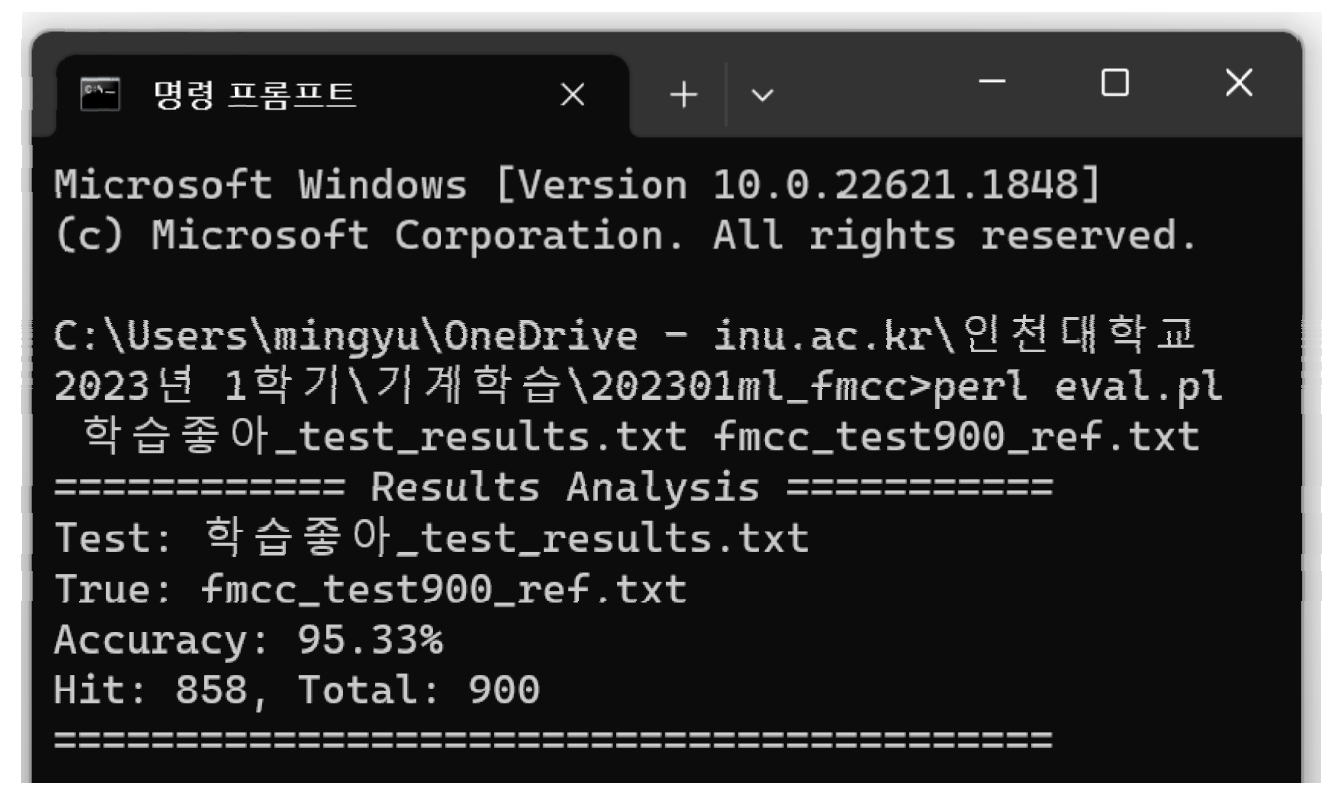 명령 프롬프트
Microsoft Windows [Version 10.0.22621.1848]
(c) Microsoft Corporation. All rights reserved.
C:\Users\mingyu\OneDrive - inu.ac.kr\인천대학교
2023년 1학기\기계학습\202301ml_fmcc>perl eval.pl
학습좋아_test_results.txt fmcc_test900_ref.txt
============ Results Analysis ===========
Test: 학습좋아_test_results.txt
True: fmcc_test900_ref.txt
Accuracy: 95.33%
Hit: 858, Total: 900
=========================================